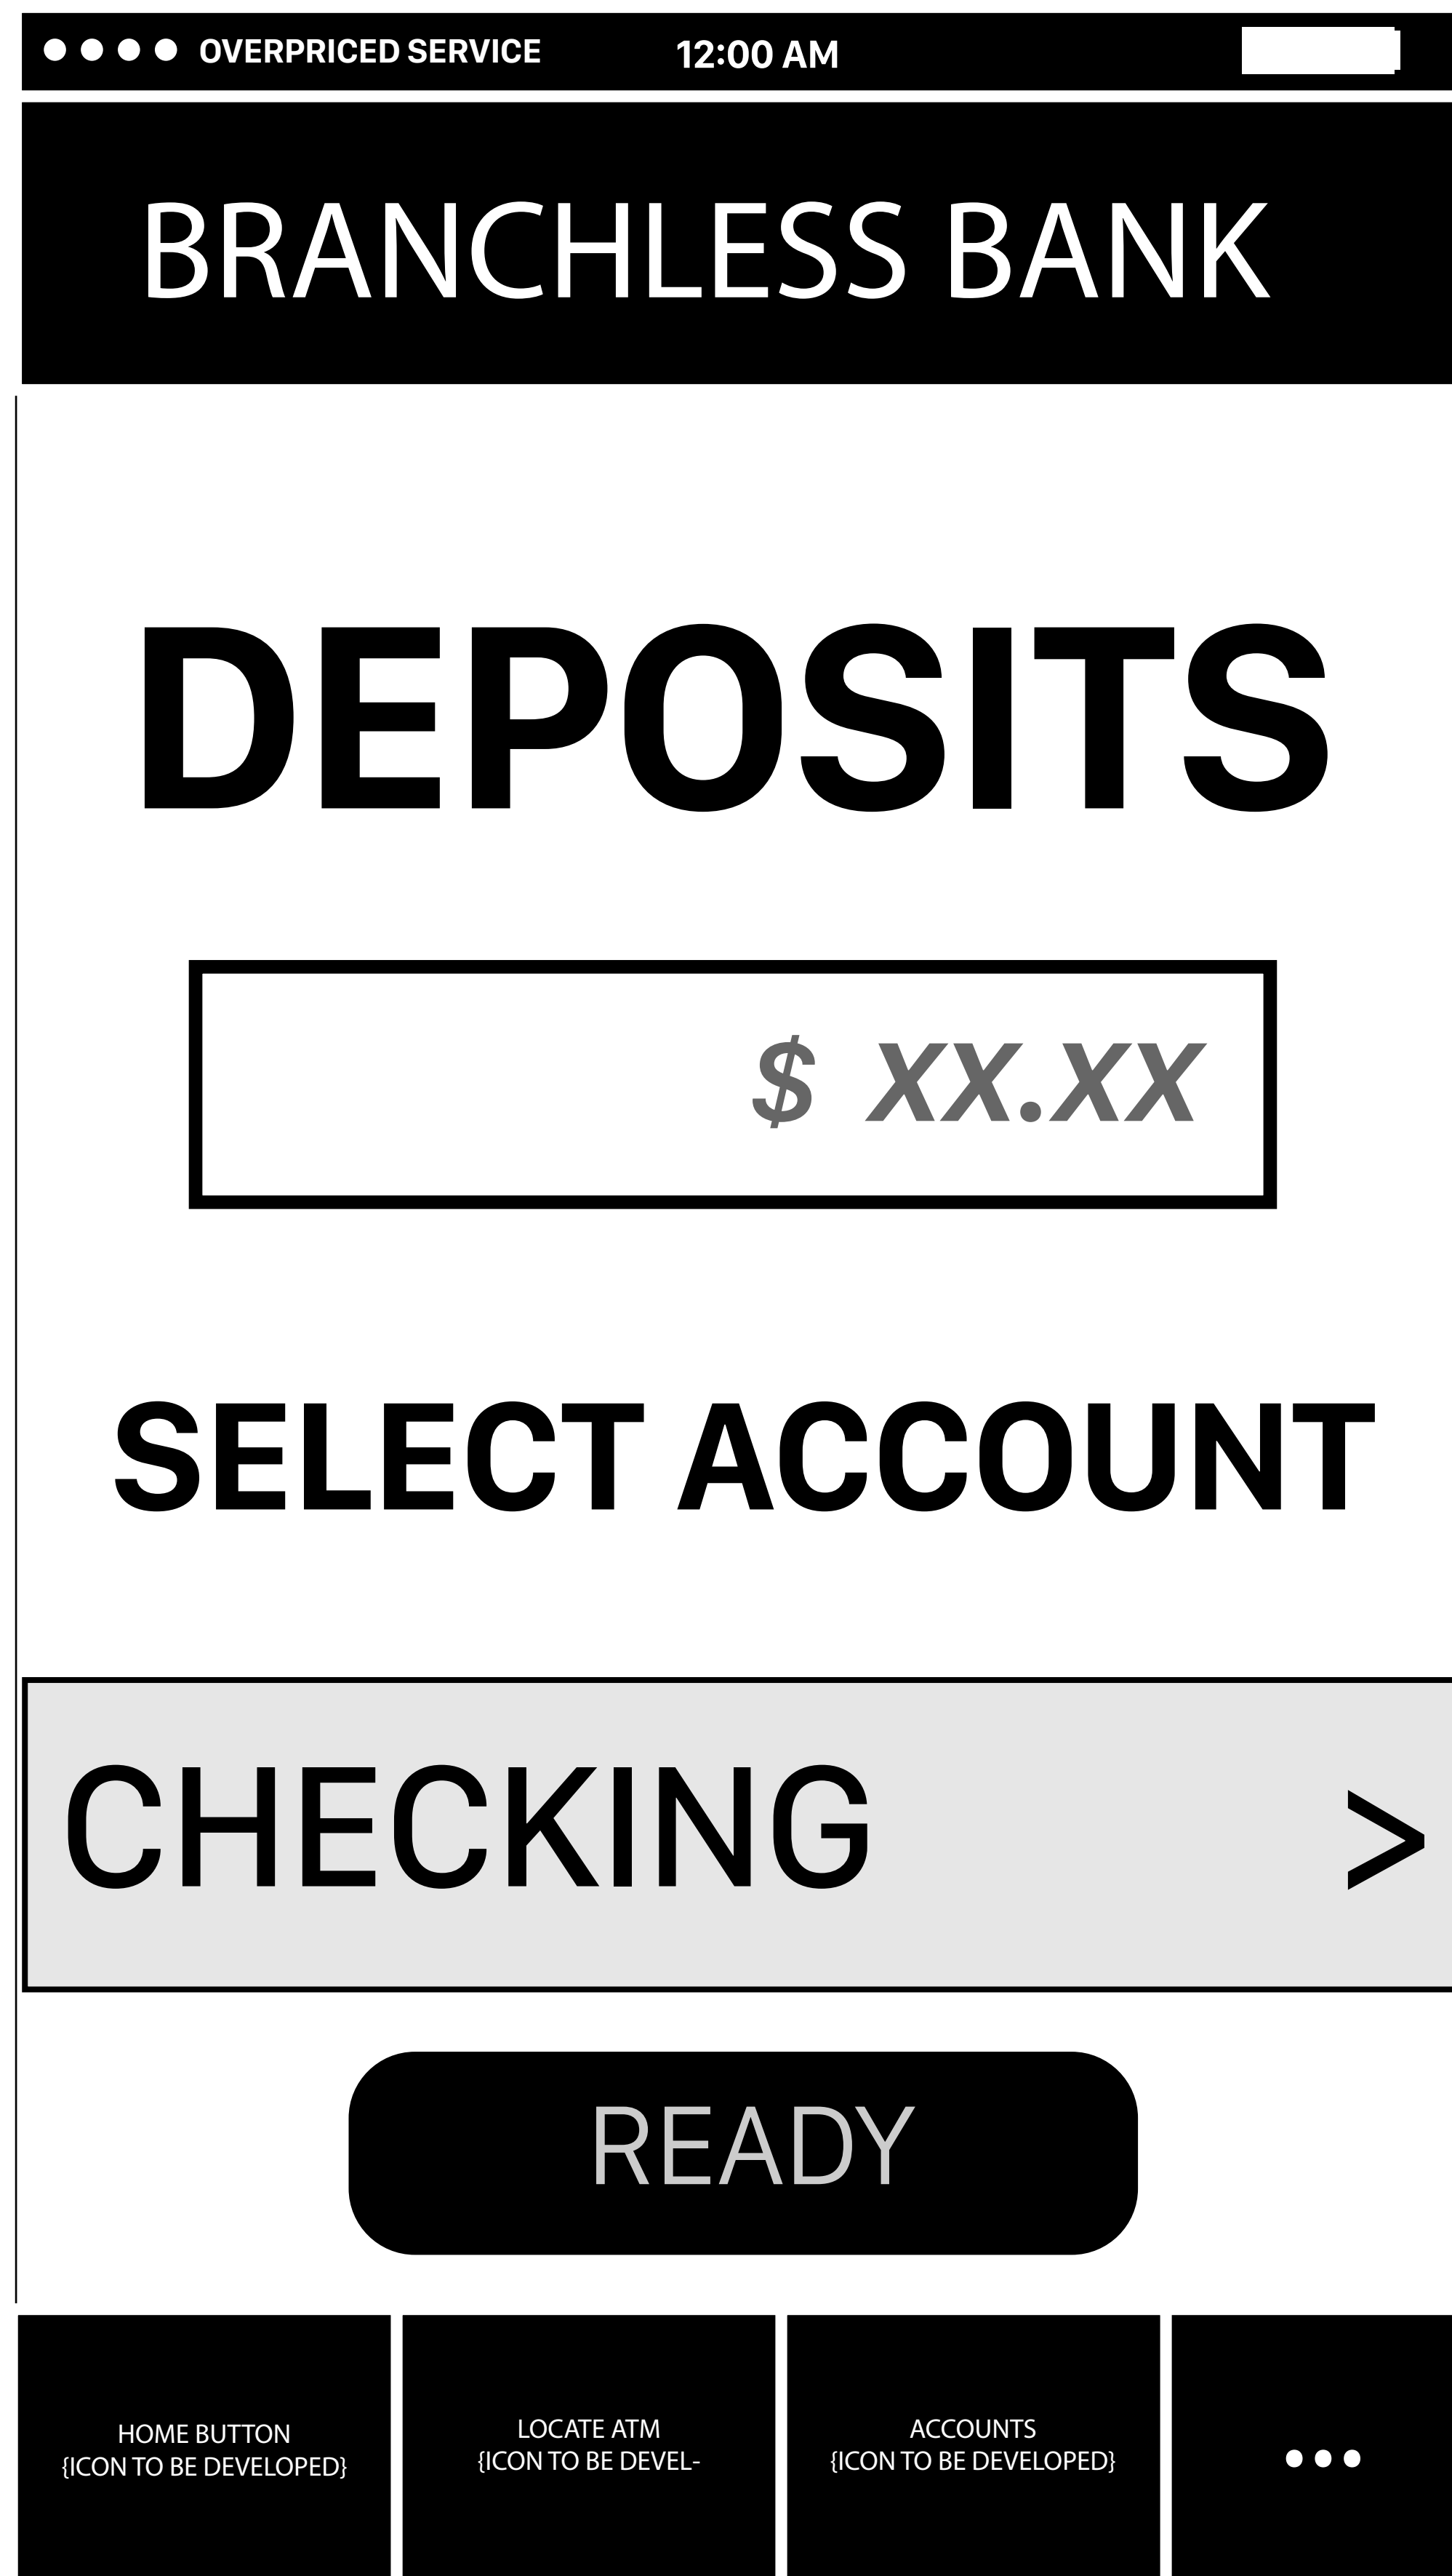 OVERPRICED SERVICE 12:00 AM
BRANCHLESS BANK
DEPOSITS
$ XX.XX
SELECT ACCOUNT
CHECKING >
READY
HOME BUTTON
{ICON TO BE DEVELOPED}
LOCATE ATM
{ICON TO BE DEVEL-
ACCOUNTS
{ICON TO BE DEVELOPED}